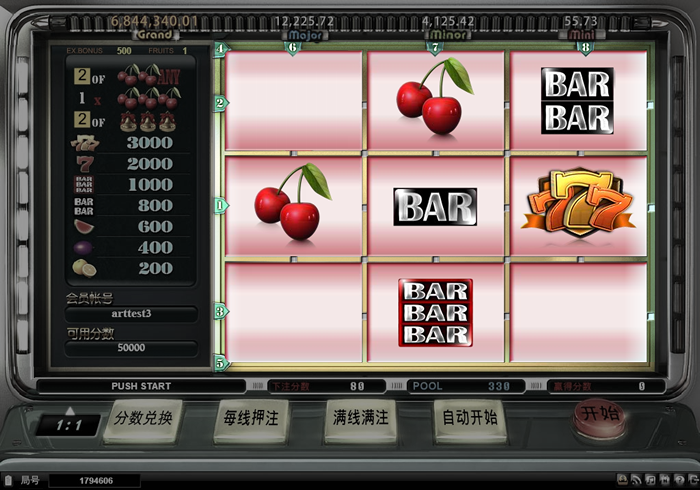 6,844,340.01 12,225.72 4,125.42 55.73
Grand Major Minor Mini
EX BONUS 500 FRUITS 1
2 OF ANY
1 x
2 OF
3000
7 2000
BAR BAR BAR 1000
BAR BAR 800
600
400
200
会员帐号
arttest3
可用分数
50000
4 6 7 8
2
1
3
5
BAR
BAR
BAR
777
BAR
BAR
BAR
PUSH START 下注分数 80 POOL 330 赢得分数 0
1:1 分数兑换 每线押注 满线满注 自动开始 开始
局号 1794606